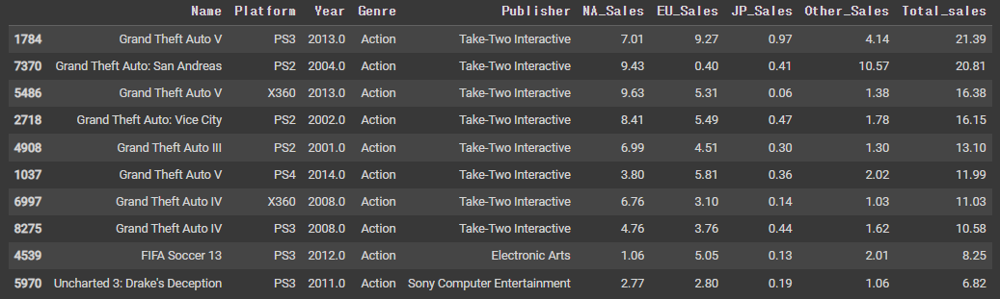 Name Platform Year Genre Publisher NA_Sales EU_Sales JP_Sales Other_Sales Total_sales
1784 Grand Theft Auto V PS3 2013.0 Action Take-Two Interactive 7.01 9.27 0.97 4.14 21.39
7370 Grand Theft Auto: San Andreas PS2 2004.0 Action Take-Two Interactive 9.43 0.40 0.41 10.57 20.81
5486 Grand Theft Auto V X360 2013.0 Action Take-Two Interactive 9.63 5.31 0.06 1.38 16.38
2718 Grand Theft Auto: Vice City PS2 2002.0 Action Take-Two Interactive 8.41 5.49 0.47 1.78 16.15
4908 Grand Theft Auto III PS2 2001.0 Action Take-Two Interactive 6.99 4.51 0.30 1.30 13.10
1037 Grand Theft Auto V PS4 2014.0 Action Take-Two Interactive 3.80 5.81 0.36 2.02 11.99
6997 Grand Theft Auto IV X360 2008.0 Action Take-Two Interactive 6.76 3.10 0.14 1.03 11.03
8275 Grand Theft Auto IV PS3 2008.0 Action Take-Two Interactive 4.76 3.76 0.44 1.62 10.58
4539 FIFA Soccer 13 PS3 2012.0 Action Electronic Arts 1.06 5.05 0.13 2.01 8.25
5970 Uncharted 3: Drake's Deception PS3 2011.0 Action Sony Computer Entertainment 2.77 2.80 0.19 1.06 6.82